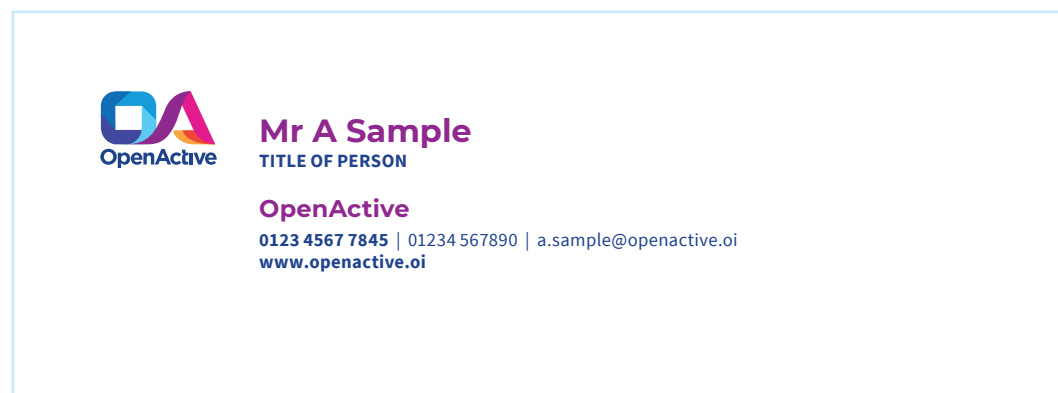 OpenActive
Mr A Sample
TITLE OF PERSON
OpenActive
0123 4567 7845 | 01234 567890 | a.sample@openactive.oi
www.openactive.oi